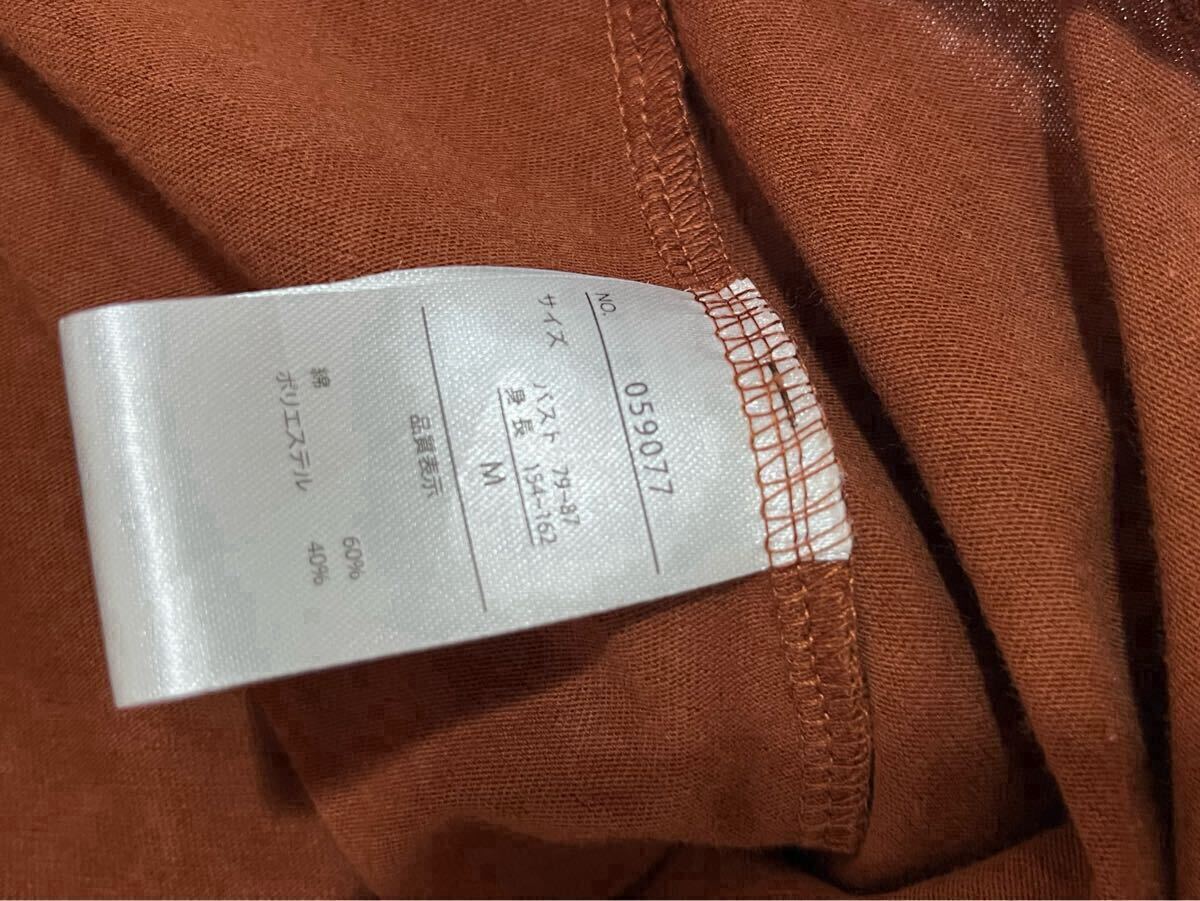 NO. 059077
サイズ バスト 79-87
身長 154-162
M
品質表示
綿 60%
ポリエステル 40%